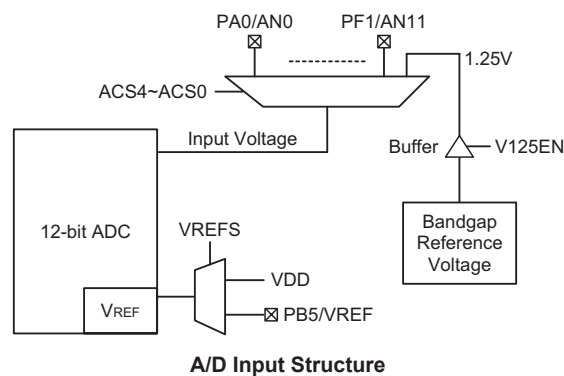 PA0/AN0
PF1/AN11
1.25V
ACS4~ACS0
Input Voltage
Buffer
V125EN
12-bit ADC
VREFS
Bandgap
Reference
Voltage
VDD
VREF
PB5/VREF
A/D Input Structure